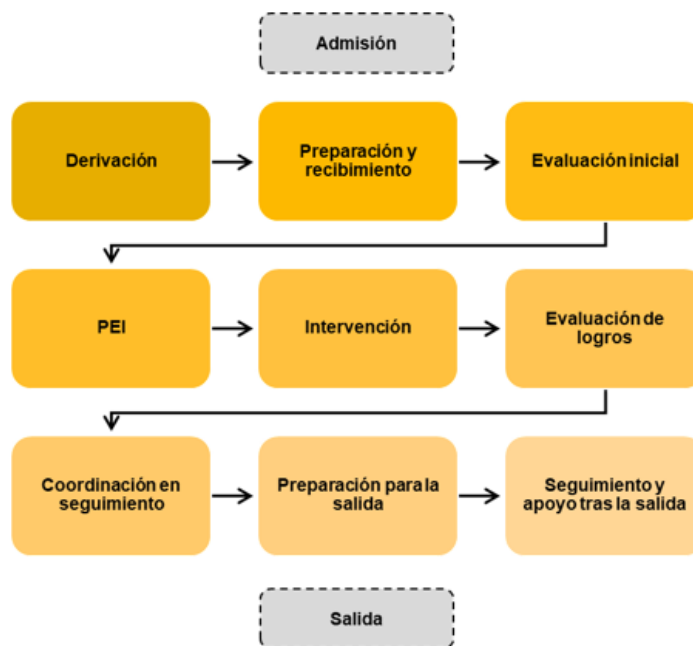 Admisión
Derivación
Preparación y
recibimiento
Evaluación inicial
PEI
Intervención
Evaluación de
logros
Coordinación en
seguimiento
Preparación para la
salida
Seguimiento y
apoyo tras la salida
Salida